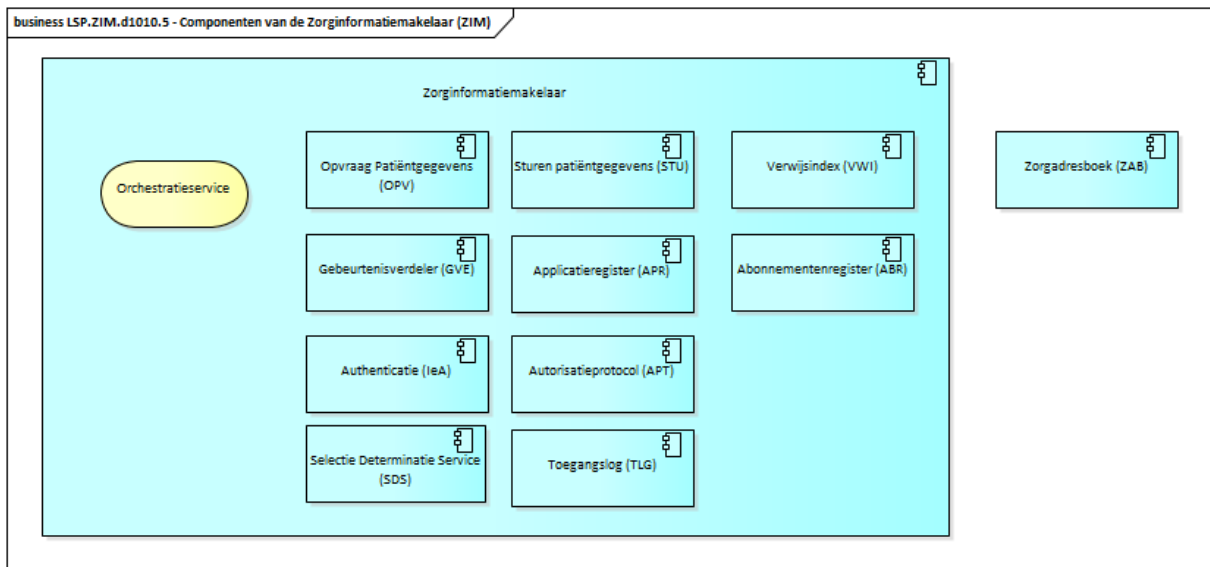 business LSP.ZIM.d1010.5 - Componenten van de Zorginformatiemakelaar (ZIM)
Zorginformatiemakelaar
Orchestratieservice
Opvraag Patiëntgegevens
(OPV)
Sturen patiëntgegevens (STU)
Verwijsindex (VWI)
Zorgadresboek (ZAB)
Gebeurtenisverdeler (GVE)
Applicatieregister (APR)
Abonnementenregister (ABR)
Authenticatie (IeA)
Autorisatieprotocol (APT)
Selectie Determinatie Service
(SDS)
Toegangslog (TLG)